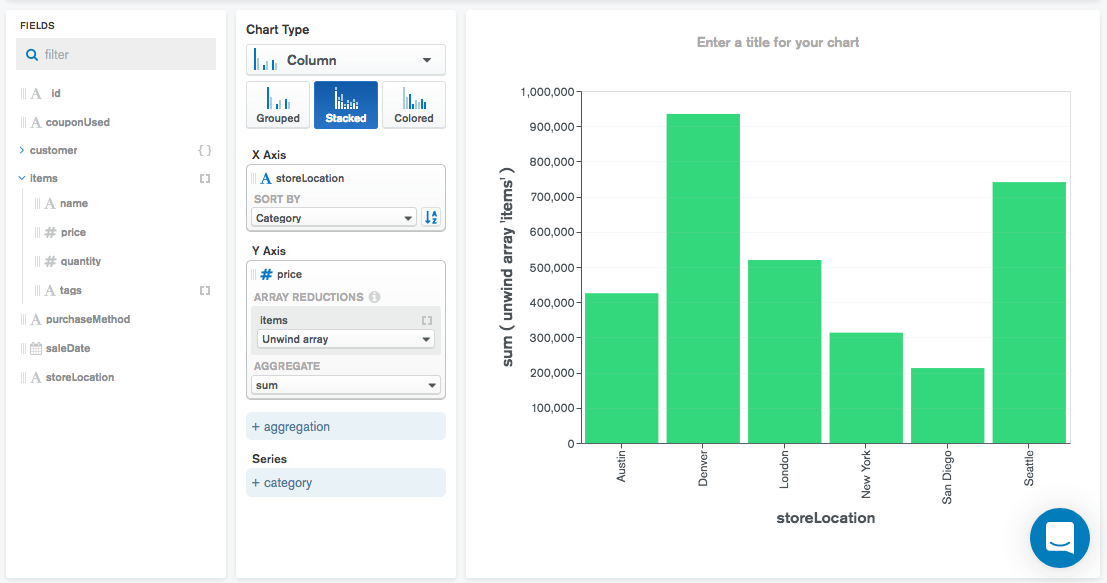 FIELDS
filter
id
couponUsed
customer
items
name
price
quantity
tags
purchaseMethod
saleDate
storeLocation
Chart Type
Column
Grouped
Stacked
Colored
X Axis
storeLocation
SORT BY
Category
Y Axis
price
ARRAY REDUCTIONS
items
Unwind array
AGGREGATE
sum
+ aggregation
Series
+ category
Enter a title for your chart
sum ( unwind array 'items' )
1,000,000
900,000
800,000
700,000
600,000
500,000
400,000
300,000
200,000
100,000
0
Austin
Denver
London
New York
San Diego
Seattle
storeLocation